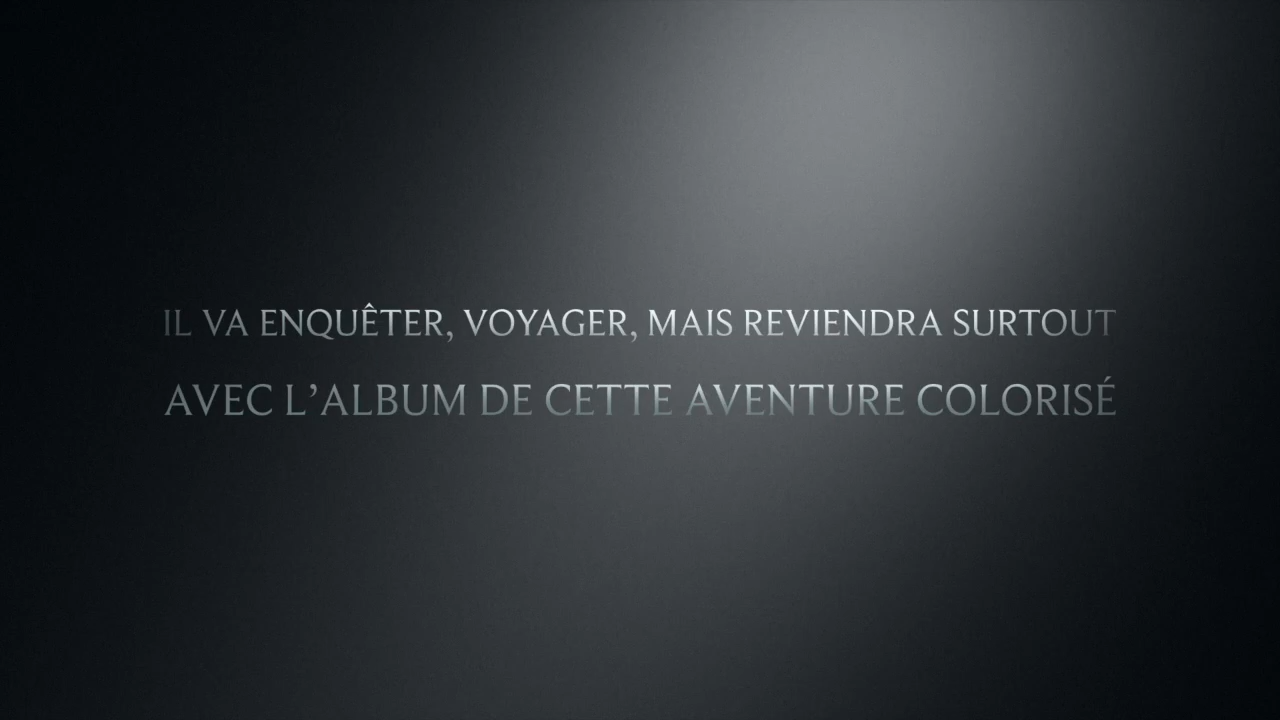 IL VA ENQUÊTER, VOYAGER, MAIS REVIENDRA SURTOUT
AVEC L’ALBUM DE CETTE AVENTURE COLORISÉ